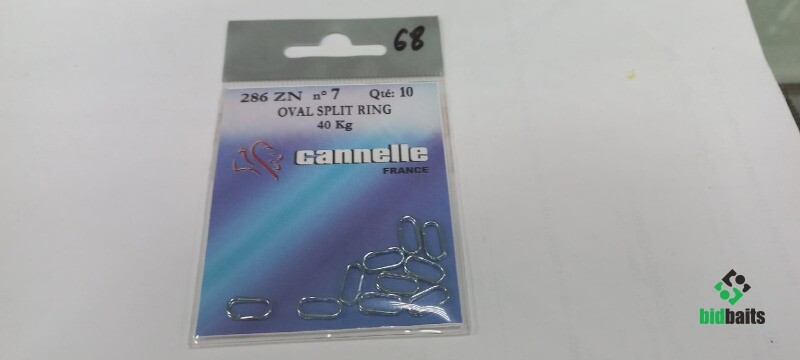 68
286 ZN n° 7 Qté: 10
OVAL SPLIT RING
40 Kg
cannelle
FRANCE
bidbaits